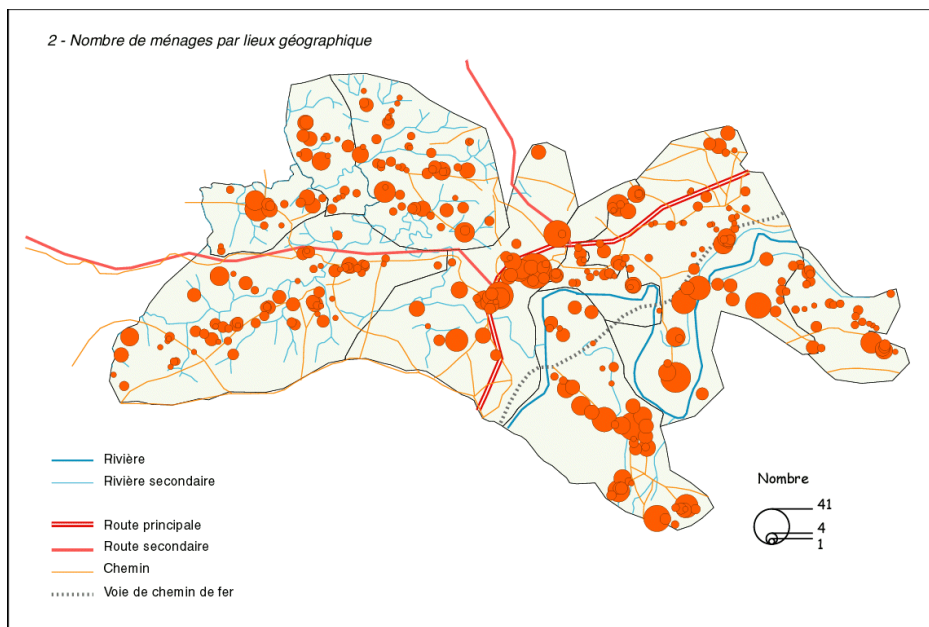 2 - Nombre de ménages par lieux géographique
Rivière
Rivière secondaire
Route principale
Route secondaire
Chemin
Voie de chemin de fer
Nombre
41
4
1